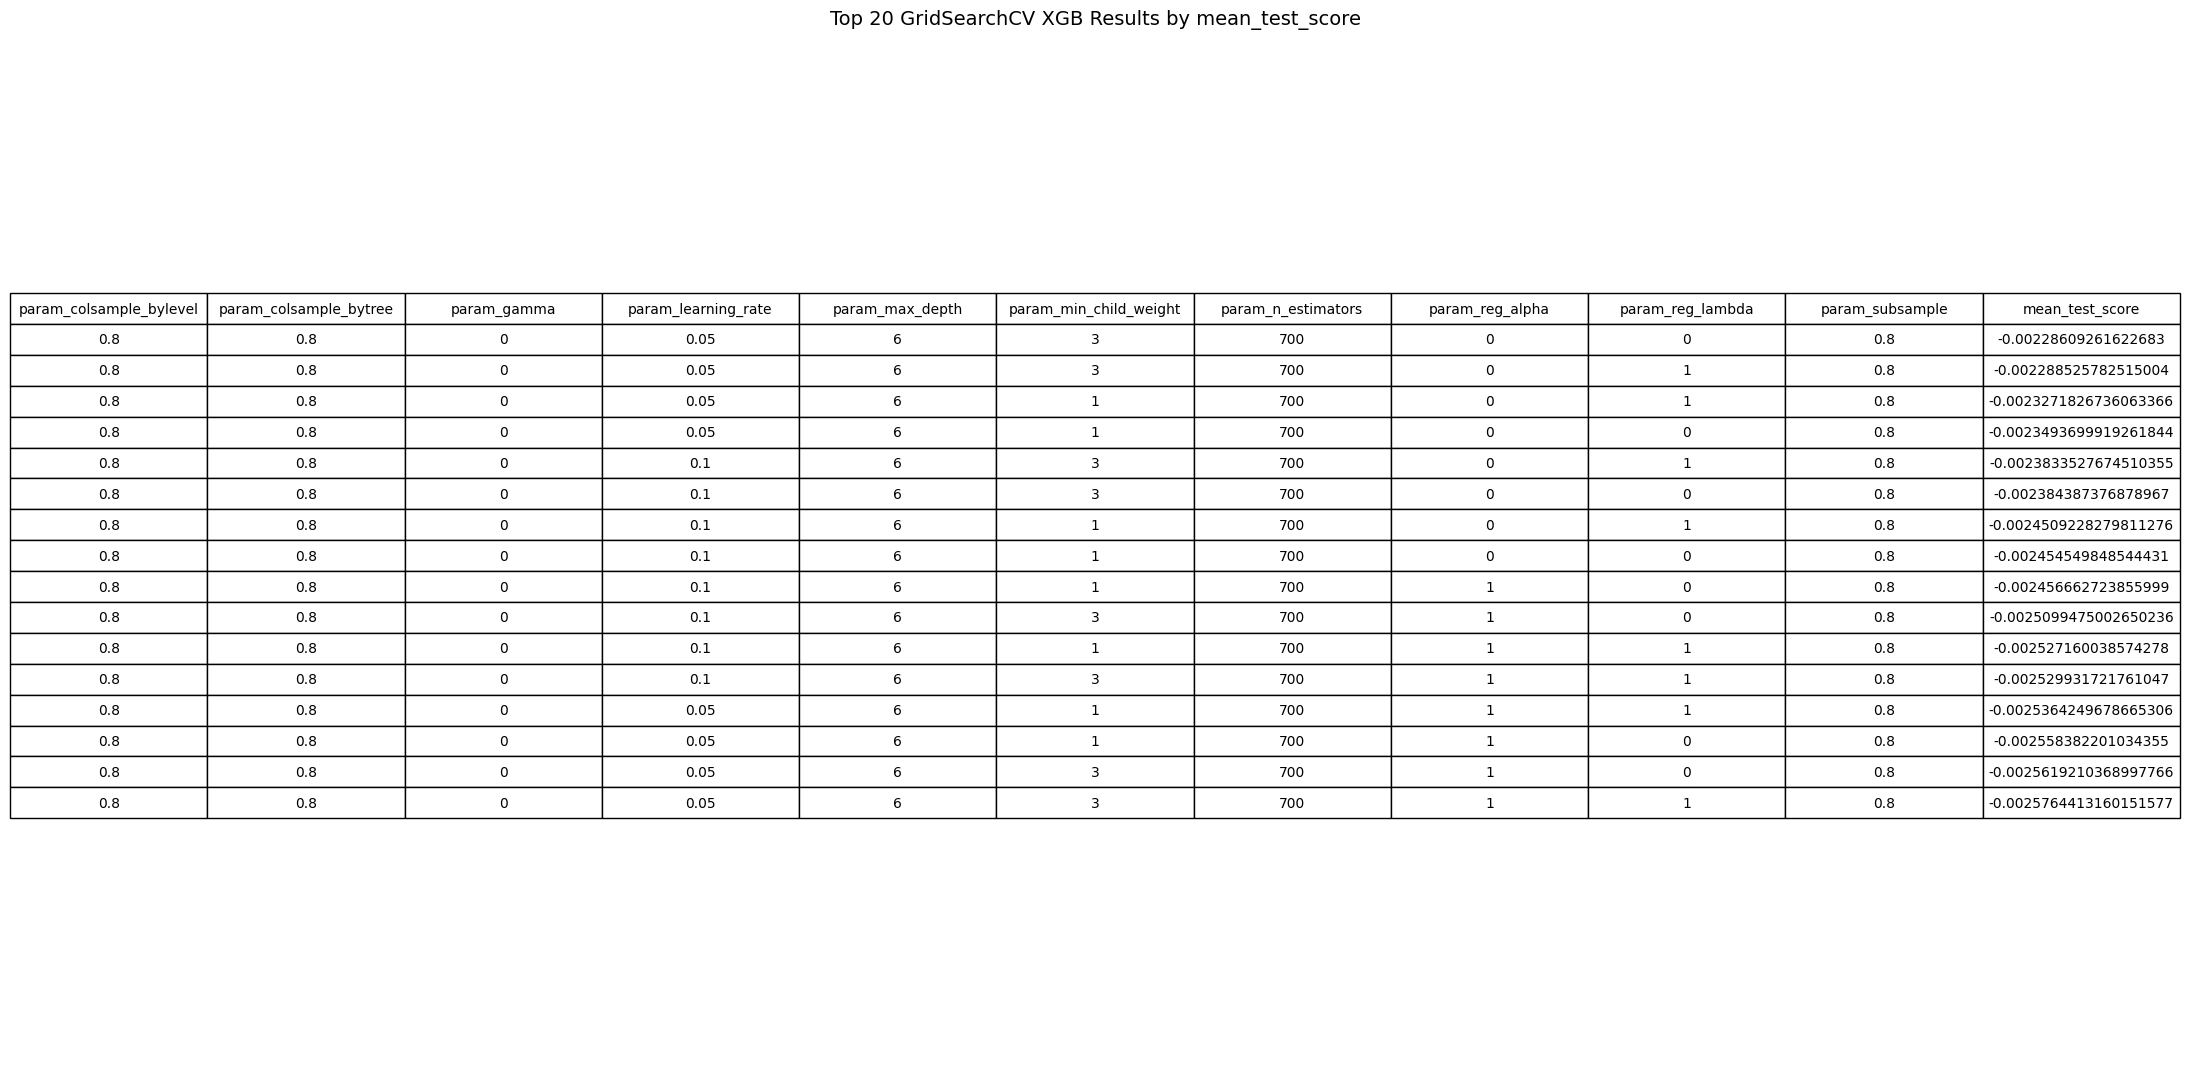 Top 20 GridSearchCV XGB Results by mean_test_score
param_colsample_bylevel param_colsample_bytree param_gamma param_learning_rate param_max_depth param_min_child_weight param_n_estimators param_reg_alpha param_reg_lambda param_subsample mean_test_score
0.8 0.8 0 0.05 6 3 700 0 0 0.8 -0.00228609261622683
0.8 0.8 0 0.05 6 3 700 0 1 0.8 -0.002288525782515004
0.8 0.8 0 0.05 6 1 700 0 1 0.8 -0.0023271826736063366
0.8 0.8 0 0.05 6 1 700 0 0 0.8 -0.0023493699919261844
0.8 0.8 0 0.1 6 3 700 0 1 0.8 -0.0023833527674510355
0.8 0.8 0 0.1 6 3 700 0 0 0.8 -0.002384387376878967
0.8 0.8 0 0.1 6 1 700 0 1 0.8 -0.0024509228279811276
0.8 0.8 0 0.1 6 1 700 0 0 0.8 -0.002454549848544431
0.8 0.8 0 0.1 6 1 700 1 0 0.8 -0.002456662723855999
0.8 0.8 0 0.1 6 3 700 1 0 0.8 -0.0025099475002650236
0.8 0.8 0 0.1 6 1 700 1 1 0.8 -0.002527160038574278
0.8 0.8 0 0.1 6 3 700 1 1 0.8 -0.002529931721761047
0.8 0.8 0 0.05 6 1 700 1 1 0.8 -0.0025364249678665306
0.8 0.8 0 0.05 6 1 700 1 0 0.8 -0.002558382201034355
0.8 0.8 0 0.05 6 3 700 1 0 0.8 -0.0025619210368997766
0.8 0.8 0 0.05 6 3 700 1 1 0.8 -0.0025764413160151577